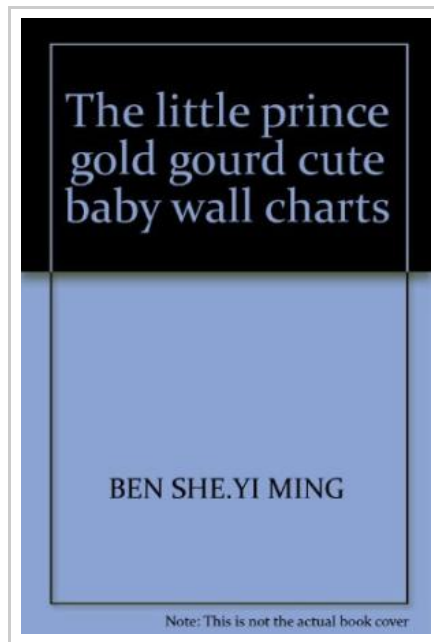 The little prince
gold gourd cute
baby wall charts
BEN SHE.YI MING
Note: This is not the actual book cover